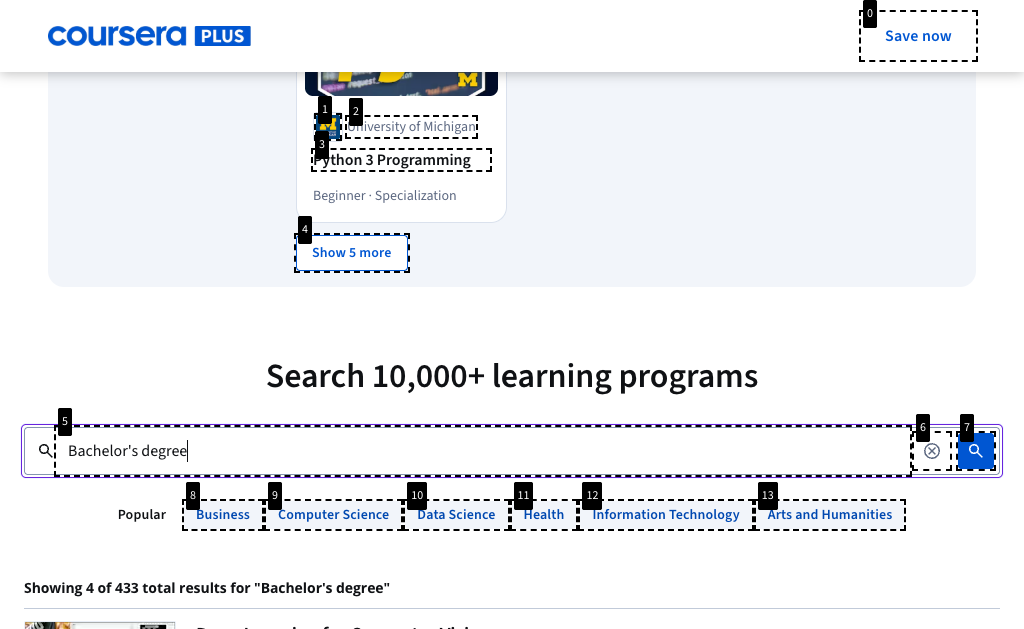 coursera PLUS
0
Save now
1
2
University of Michigan
3
Python 3 Programming
Beginner · Specialization
4
Show 5 more
Search 10,000+ learning programs
5
6
7
Bachelor's degree
8
9
10
11
12
13
Popular
Business
Computer Science
Data Science
Health
Information Technology
Arts and Humanities
Showing 4 of 433 total results for "Bachelor's degree"